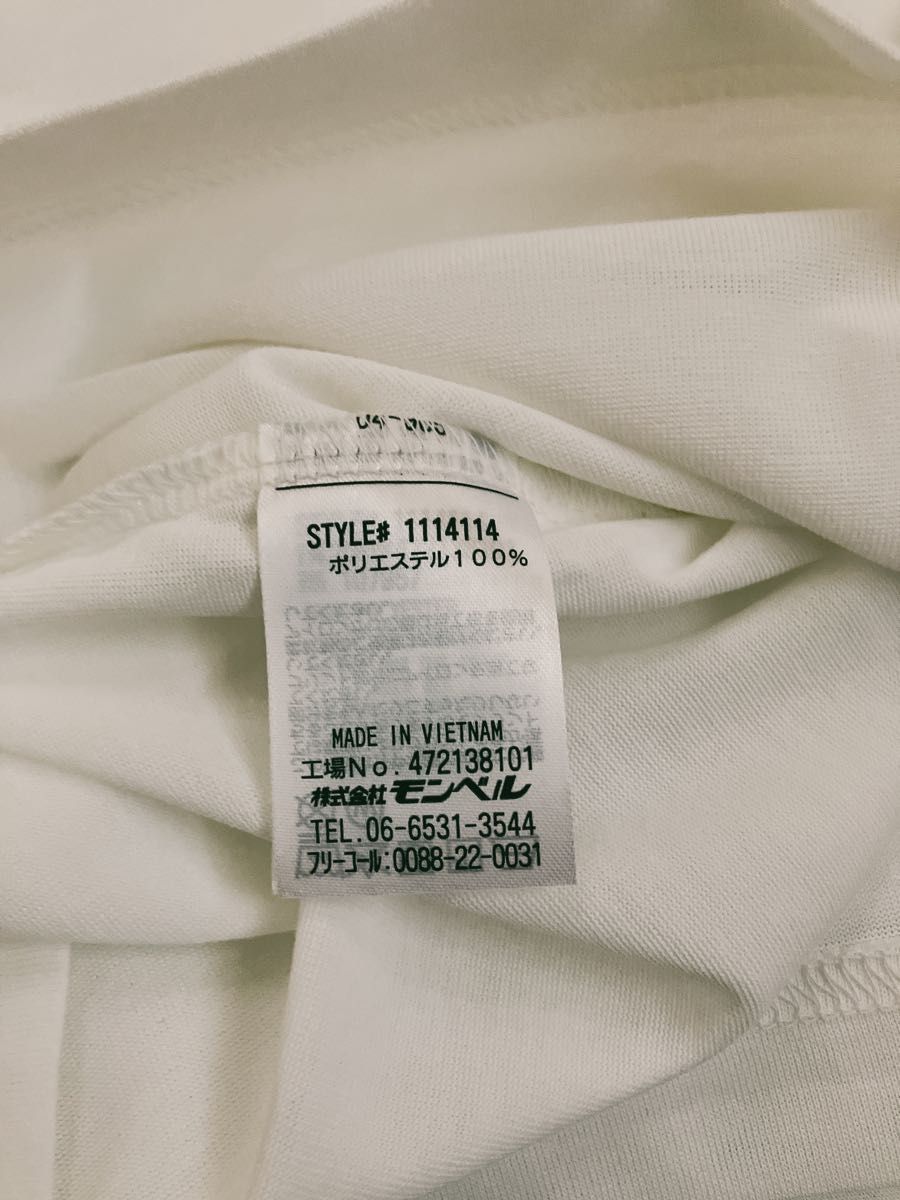 STYLE# 1114114
ポリエステル100%
MADE IN VIETNAM
工場No.472138101
株式会社モンベル
TEL.06-6531-3544
フリーコール:0088-22-0031